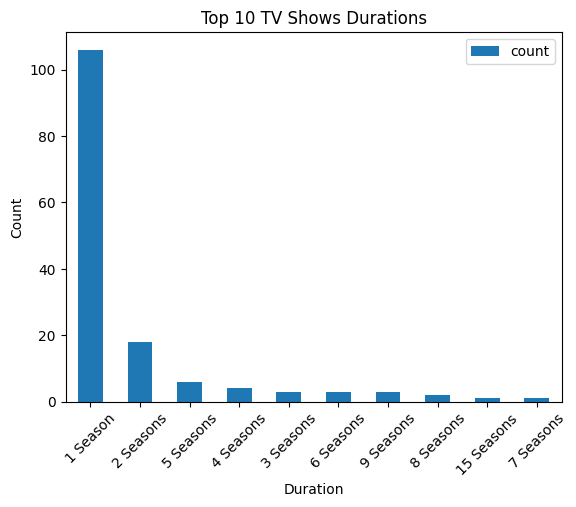 Top 10 TV Shows Durations
count
100
80
60
40
20
0
Count
1 Season
2 Seasons
5 Seasons
4 Seasons
3 Seasons
6 Seasons
9 Seasons
8 Seasons
15 Seasons
7 Seasons
Duration